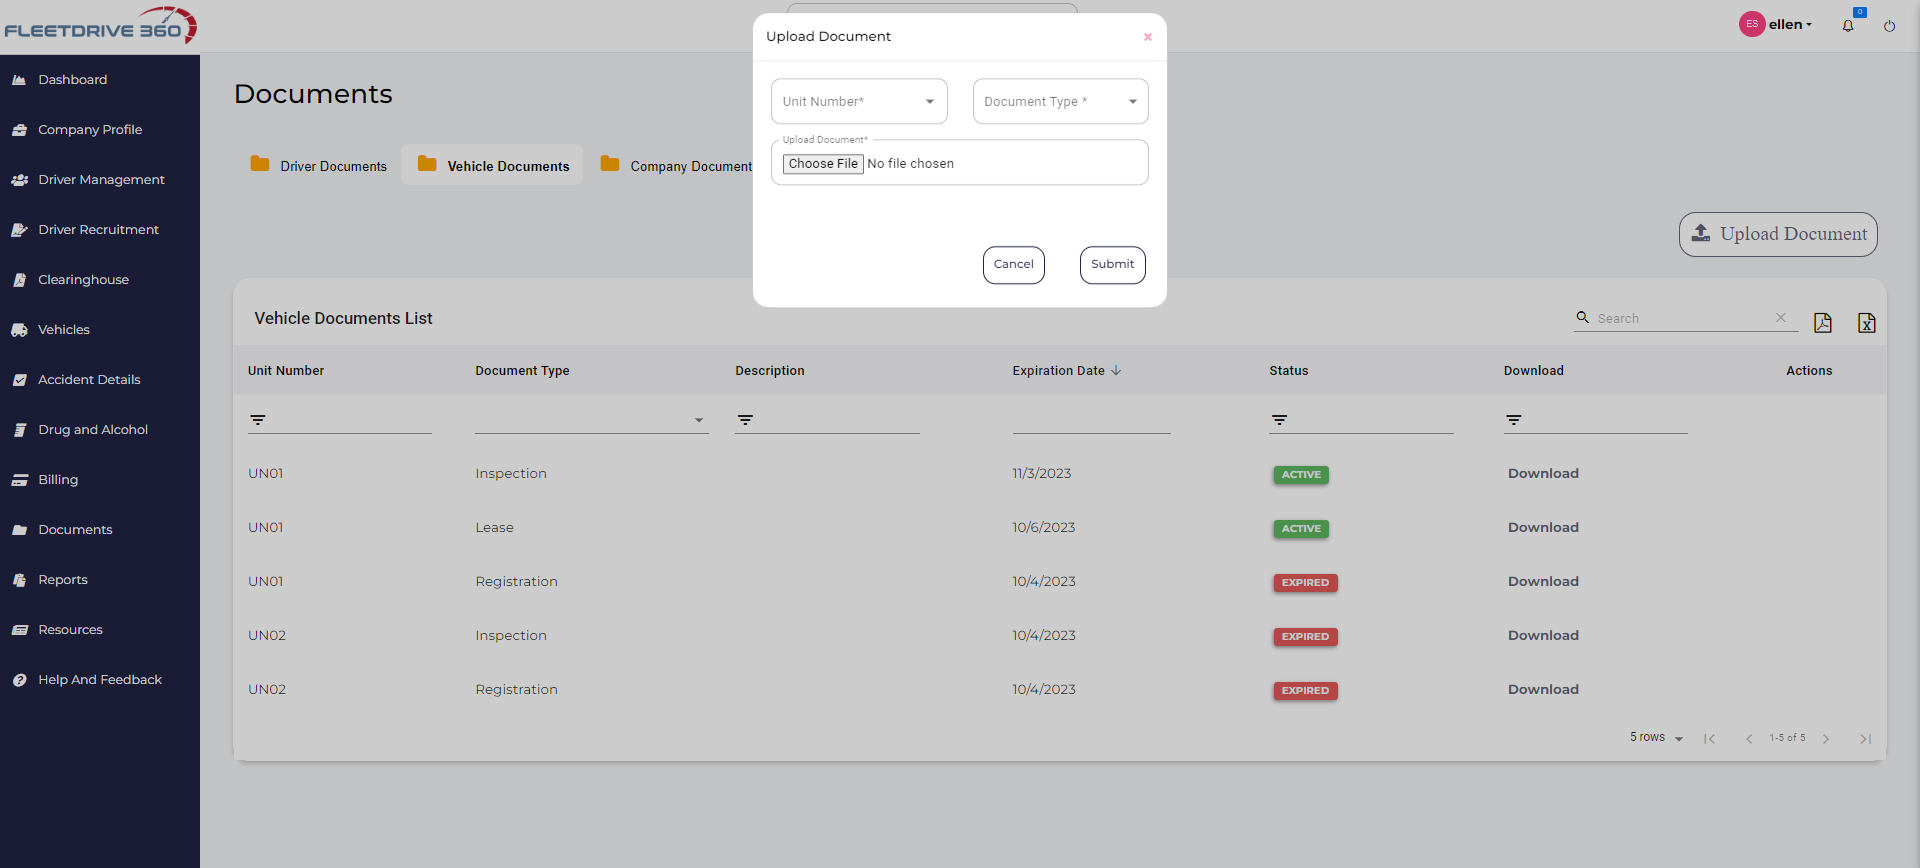 FLEETDRIVE 360
ES ellen
0
Dashboard
Company Profile
Driver Management
Driver Recruitment
Clearinghouse
Vehicles
Accident Details
Drug and Alcohol
Billing
Documents
Reports
Resources
Help And Feedback
Documents
Driver Documents Vehicle Documents Company Document
Upload Document
Upload Document ×
Unit Number* Document Type *
Upload Document*
Choose File No file chosen
Cancel Submit
Vehicle Documents List
Search
Unit Number Document Type Description Expiration Date Status Download Actions
UN01 Inspection 11/3/2023 ACTIVE Download
UN01 Lease 10/6/2023 ACTIVE Download
UN01 Registration 10/4/2023 EXPIRED Download
UN02 Inspection 10/4/2023 EXPIRED Download
UN02 Registration 10/4/2023 EXPIRED Download
5 rows 1-5 of 5